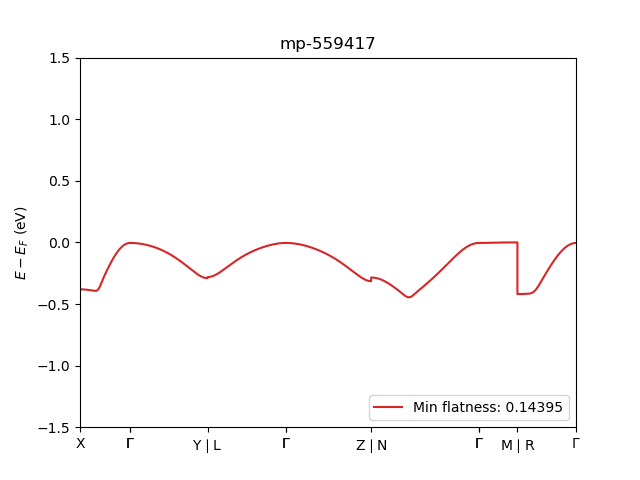 mp-559417
E − E_F (eV)
1.5
1.0
0.5
0.0
−0.5
−1.0
−1.5
Min flatness: 0.14395
X Γ Y | L Γ Z | N Γ M | R Γ